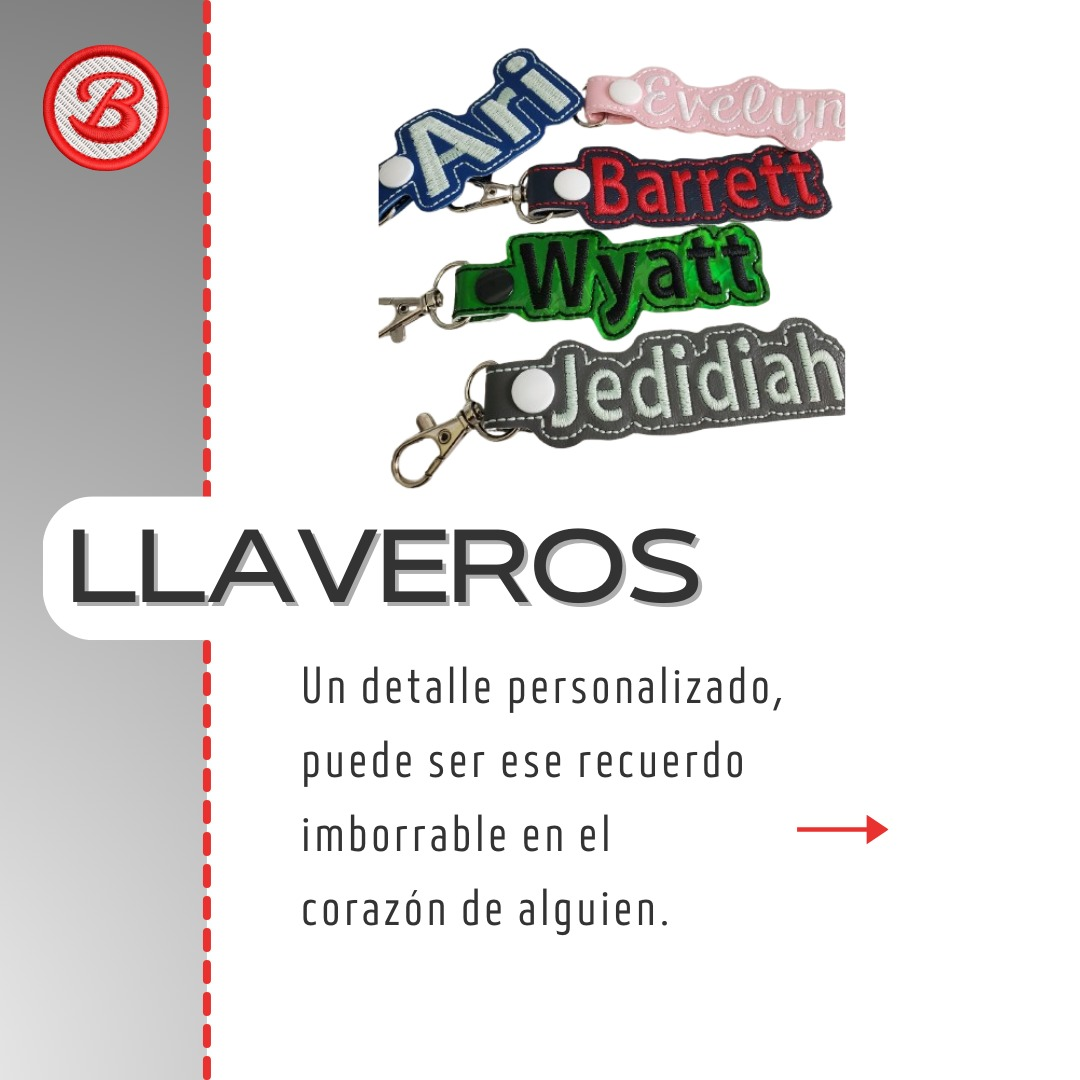 B
Ari
Evelyn
Barrett
Wyatt
Jedidiah
LLAVEROS
Un detalle personalizado,
puede ser ese recuerdo
imborrable en el
corazón de alguien.